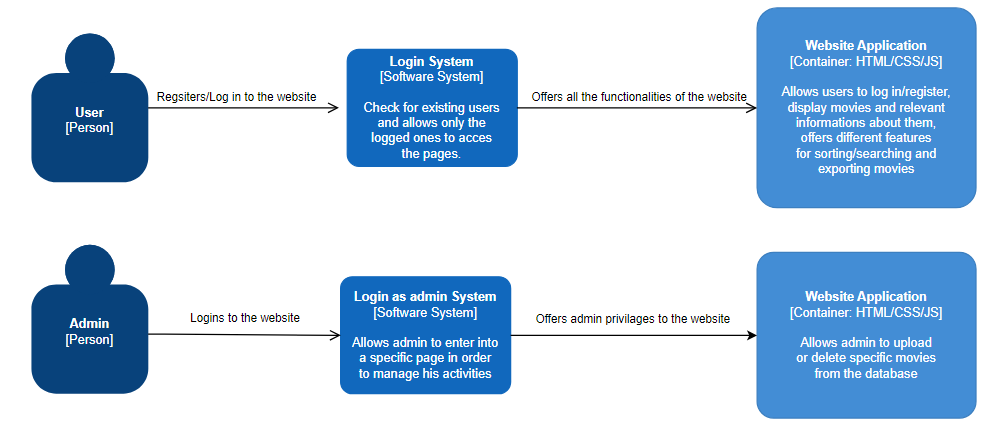 User
[Person]
Regsiters/Log in to the website
Login System
[Software System]
Check for existing users
and allows only the
logged ones to acces
the pages.
Offers all the functionalities of the website
Website Application
[Container: HTML/CSS/JS]
Allows users to log in/register,
display movies and relevant
informations about them,
offers different features
for sorting/searching and
exporting movies
Admin
[Person]
Logins to the website
Login as admin System
[Software System]
Allows admin to enter into
a specific page in order
to manage his activities
Offers admin privilages to the website
Website Application
[Container: HTML/CSS/JS]
Allows admin to upload
or delete specific movies
from the database